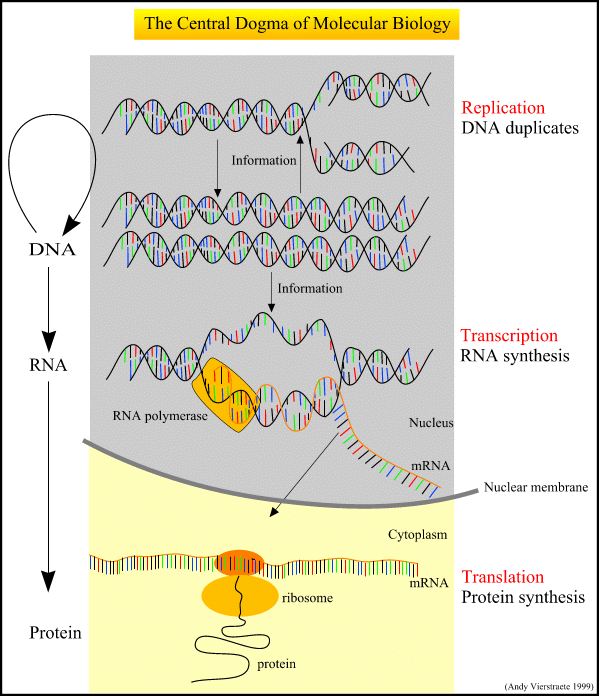 The Central Dogma of Molecular Biology
Replication
DNA duplicates
Information
DNA
Information
Transcription
RNA synthesis
RNA
RNA polymerase
Nucleus
mRNA
Nuclear membrane
Cytoplasm
mRNA
Translation
Protein synthesis
ribosome
Protein
protein
(Andy Vierstraete 1999)